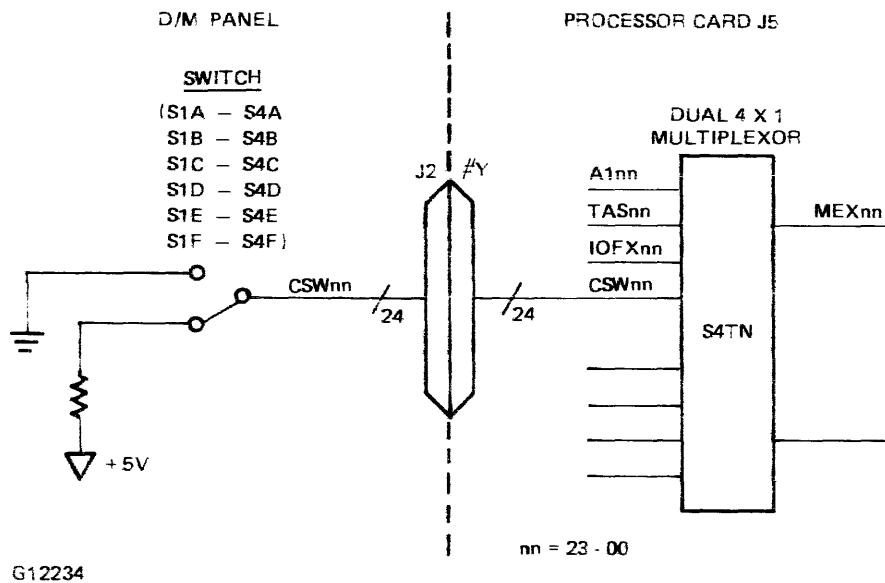 D/M PANEL
PROCESSOR CARD J5
SWITCH
(S1A – S4A
S1B – S4B
S1C – S4C
S1D – S4D
S1E – S4E
S1F – S4F)
DUAL 4 X 1
MULTIPLEXOR
J2 #Y
A1nn
TASnn
IOFXnn
CSWnn
MEXnn
CSWnn
24
24
S4TN
+5V
nn = 23 - 00
G12234